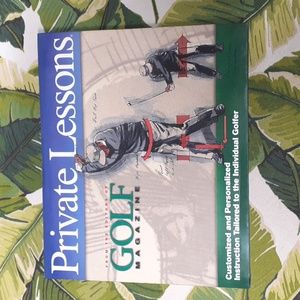 Private Lessons
GOLF
MAGAZINE
Customized and Personalized
Instruction Tailored to the Individual Golfer